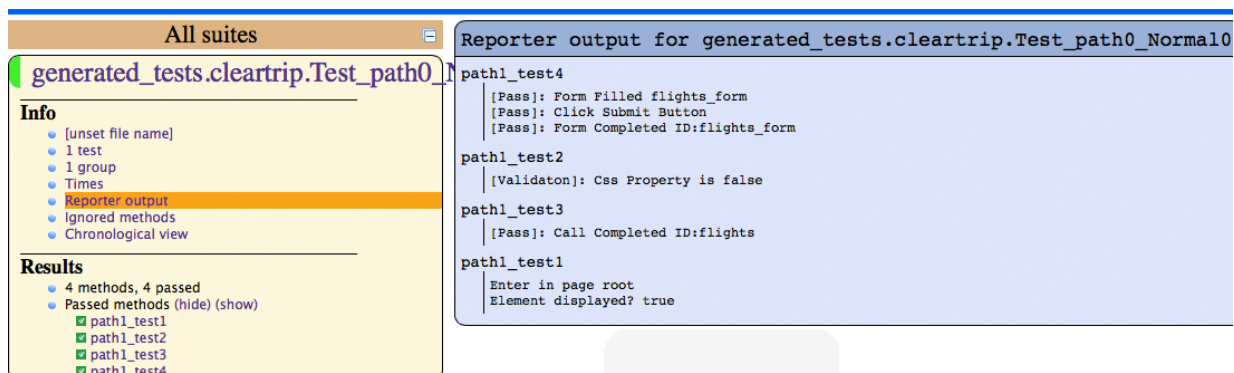 All suites
generated_tests.cleartrip.Test_path0_N
Info
[unset file name]
1 test
1 group
Times
Reporter output
Ignored methods
Chronological view
Results
4 methods, 4 passed
Passed methods (hide) (show)
path1_test1
path1_test2
path1_test3
path1_test4
Reporter output for generated_tests.cleartrip.Test_path0_Normal0
path1_test4
[Pass]: Form Filled flights_form
[Pass]: Click Submit Button
[Pass]: Form Completed ID:flights_form
path1_test2
[Validaton]: Css Property is false
path1_test3
[Pass]: Call Completed ID:flights
path1_test1
Enter in page root
Element displayed? true